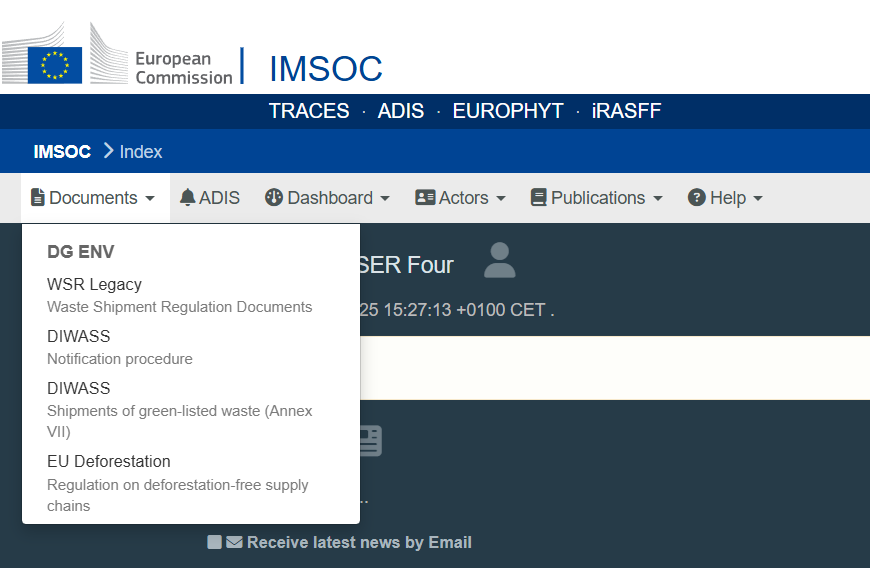 European
Commission
IMSOC
TRACES · ADIS · EUROPHYT · iRASFF
IMSOC Index
Documents ADIS Dashboard Actors Publications Help
DG ENV
WSR Legacy
Waste Shipment Regulation Documents
DIWASS
Notification procedure
DIWASS
Shipments of green-listed waste (Annex
VII)
EU Deforestation
Regulation on deforestation-free supply
chains
SER Four
25 15:27:13 +0100 CET .
..
Receive latest news by Email